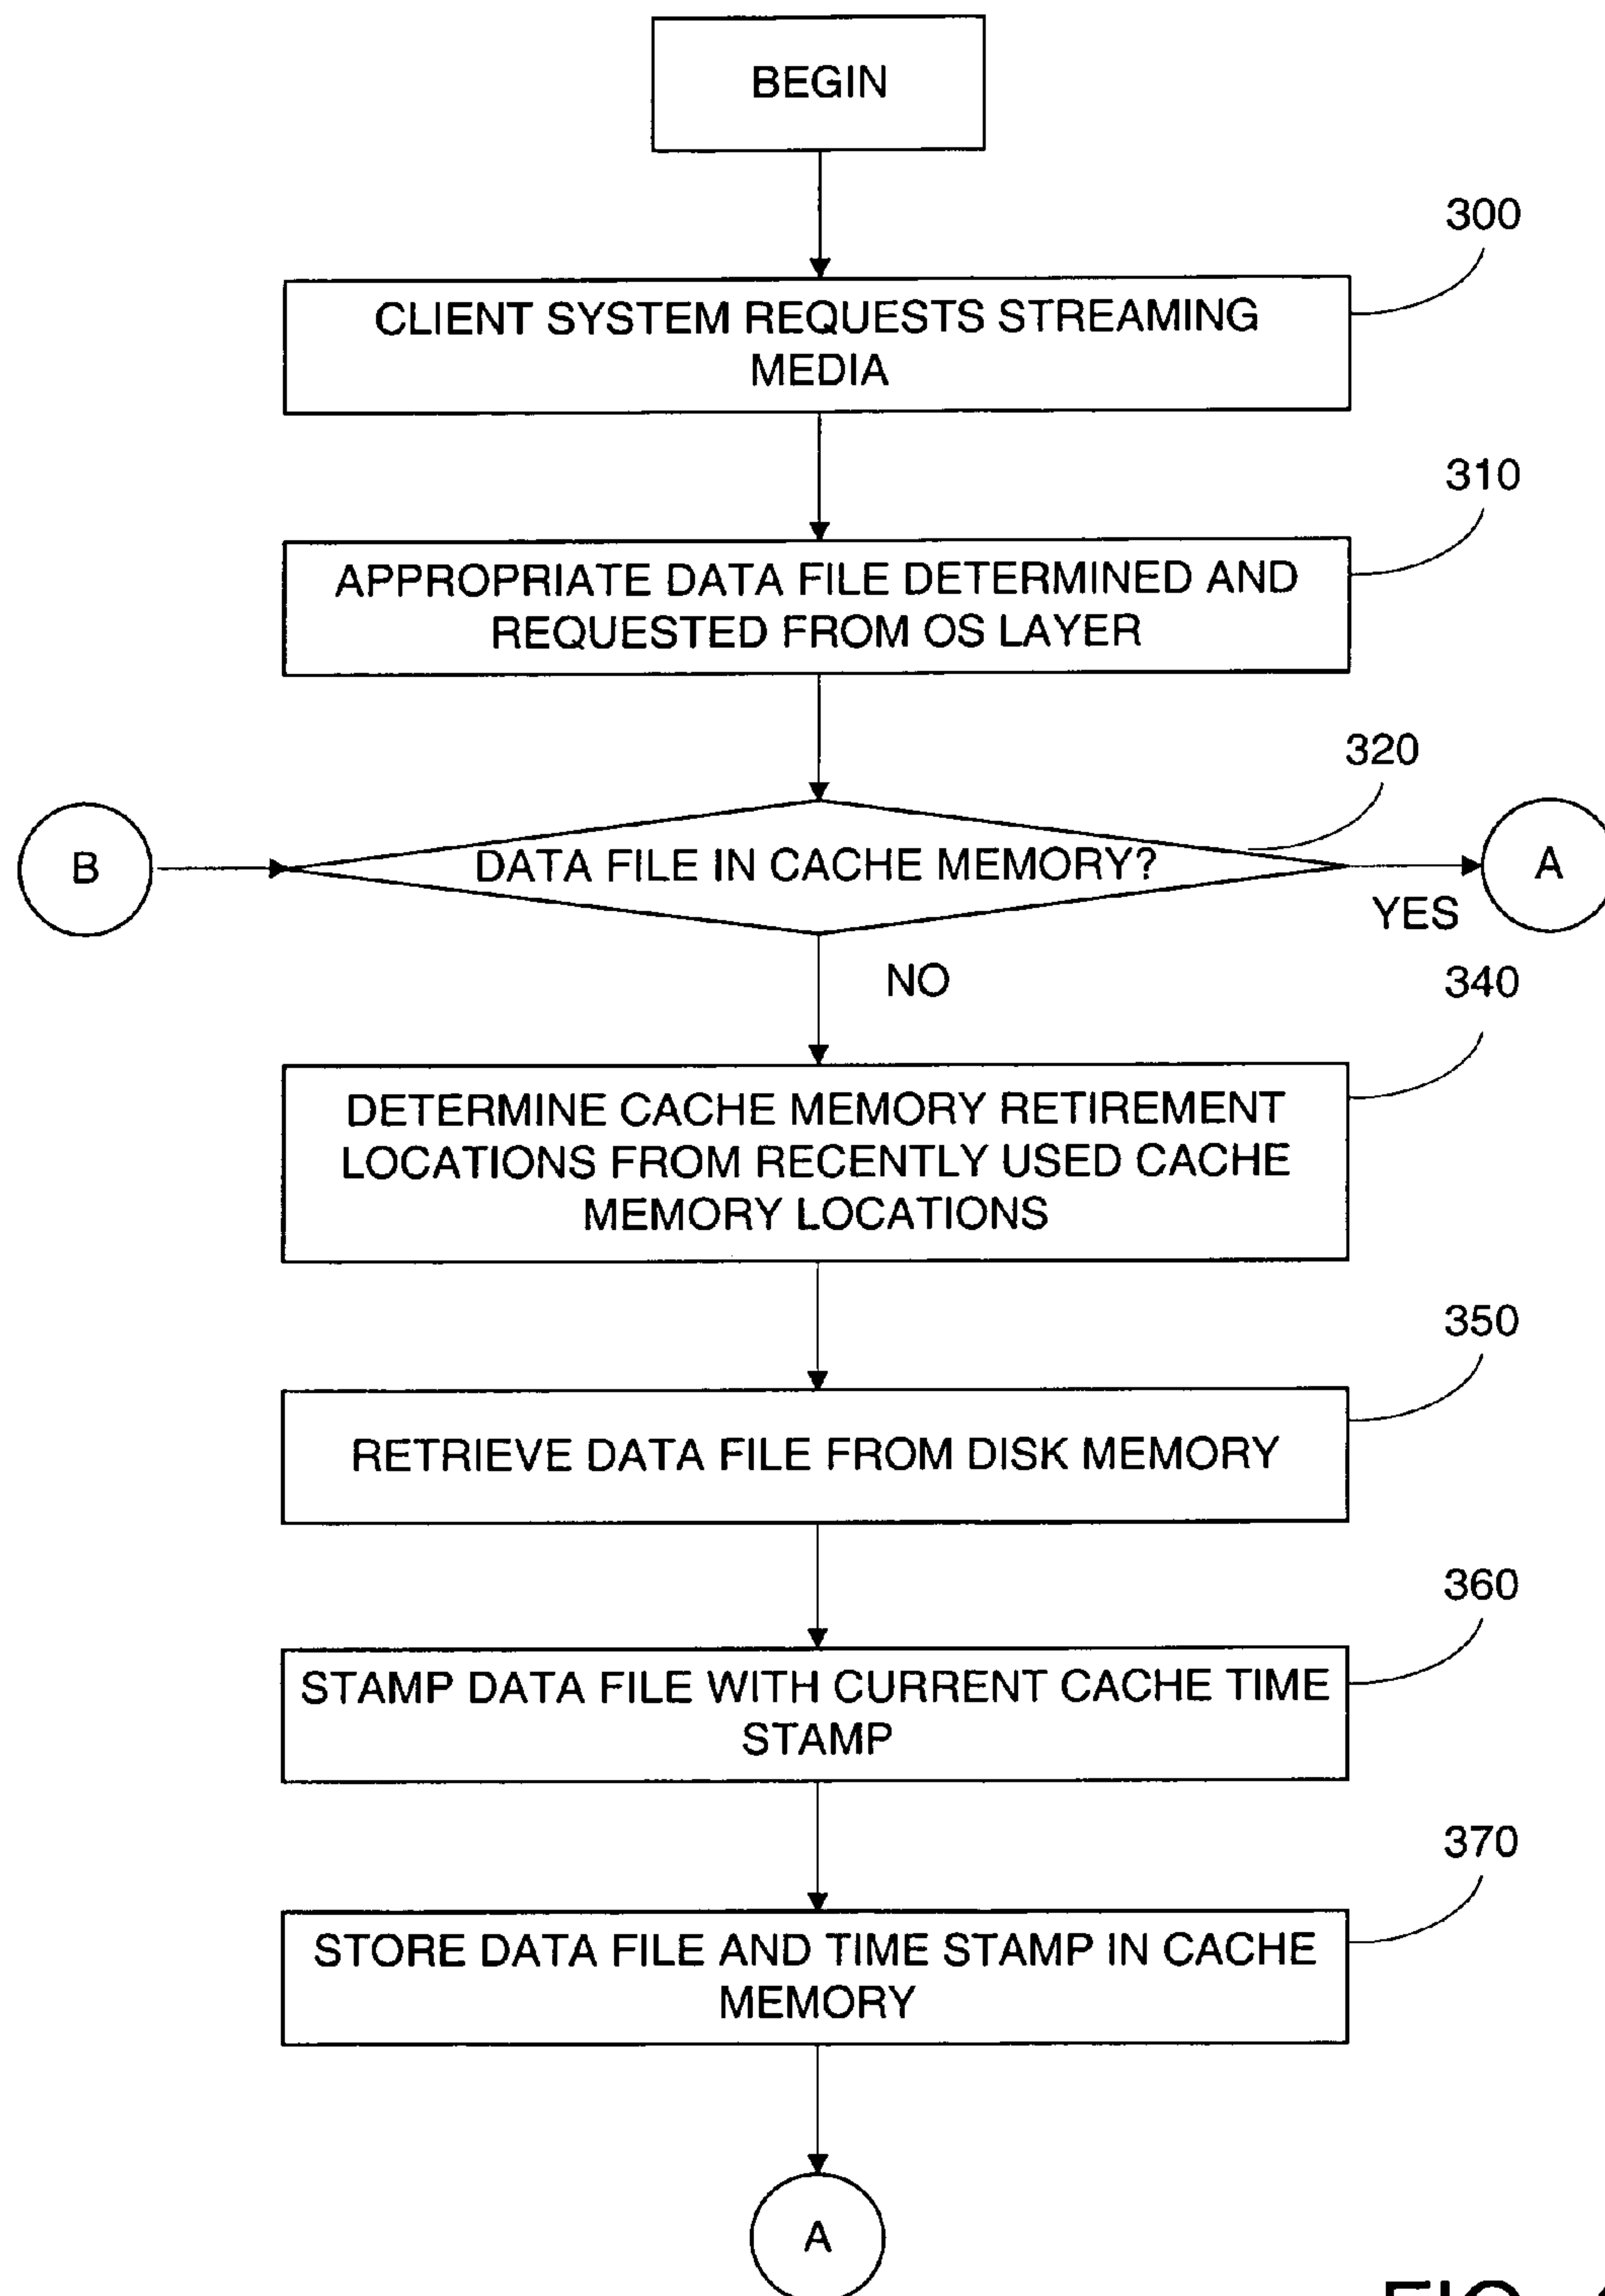 BEGIN
300
CLIENT SYSTEM REQUESTS STREAMING
MEDIA
310
APPROPRIATE DATA FILE DETERMINED AND
REQUESTED FROM OS LAYER
320
B
DATA FILE IN CACHE MEMORY?
A
YES
NO
340
DETERMINE CACHE MEMORY RETIREMENT
LOCATIONS FROM RECENTLY USED CACHE
MEMORY LOCATIONS
350
RETRIEVE DATA FILE FROM DISK MEMORY
360
STAMP DATA FILE WITH CURRENT CACHE TIME
STAMP
370
STORE DATA FILE AND TIME STAMP IN CACHE
MEMORY
A